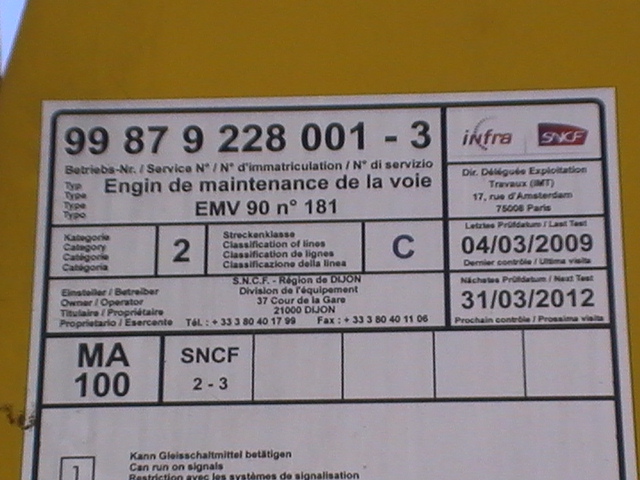 99 87 9 228 001 - 3
Betriebs-Nr. / Service N° / N° d'immatriculation / N° di servizio
Typ
Type
Type
Typo
Engin de maintenance de la voie
EMV 90 n° 181
infra SNCF
Dir. Délégués Exploitation
Travaux (IMT)
17, rue d'Amsterdam
75008 Paris
Kategorie
Category
Catégorie
Catégoria
2
Streckenklasse
Classification of lines
Classification de lignes
Classificazione della linea
C
Letztes Prüfdatum / Last Test
04/03/2009
Dernier contrôle / Ultima visita
Einsteller / Betreiber
Owner / Operator
Titulaire / Propriétaire
Proprietario / Esercente
S.N.C.F. - Région de DIJON
Division de l'équipement
37 Cour de la Gare
21000 DIJON
Tél. : + 33 3 80 40 17 99 Fax : + 33 3 80 40 11 06
Nächstes Prüfdatum / Next Test
31/03/2012
Prochain contrôle / Prossima visita
MA
100
SNCF
2 - 3
1
Kann Gleisschaltmittel betätigen
Can run on signals
Restriction avec les systèmes de signalisation